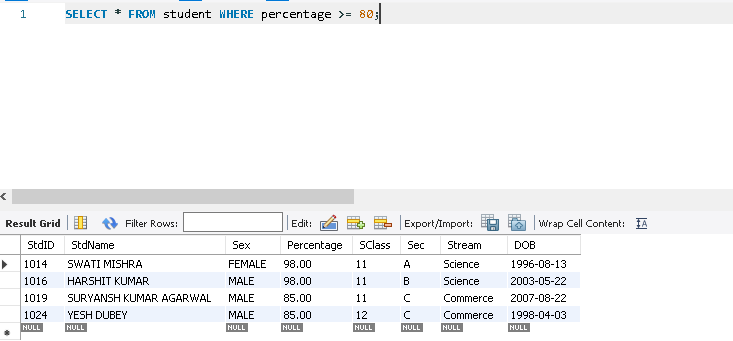 1 SELECT * FROM student WHERE percentage >= 80;
Result Grid Filter Rows: Edit: Export/Import: Wrap Cell Content: IA
StdID StdName Sex Percentage SClass Sec Stream DOB
1014 SWATI MISHRA FEMALE 98.00 11 A Science 1996-08-13
1016 HARSHIT KUMAR MALE 98.00 11 B Science 2003-05-22
1019 SURYANSH KUMAR AGARWAL MALE 85.00 11 C Commerce 2007-08-22
1024 YESH DUBEY MALE 85.00 12 C Commerce 1998-04-03
NULL NULL NULL NULL NULL NULL NULL NULL